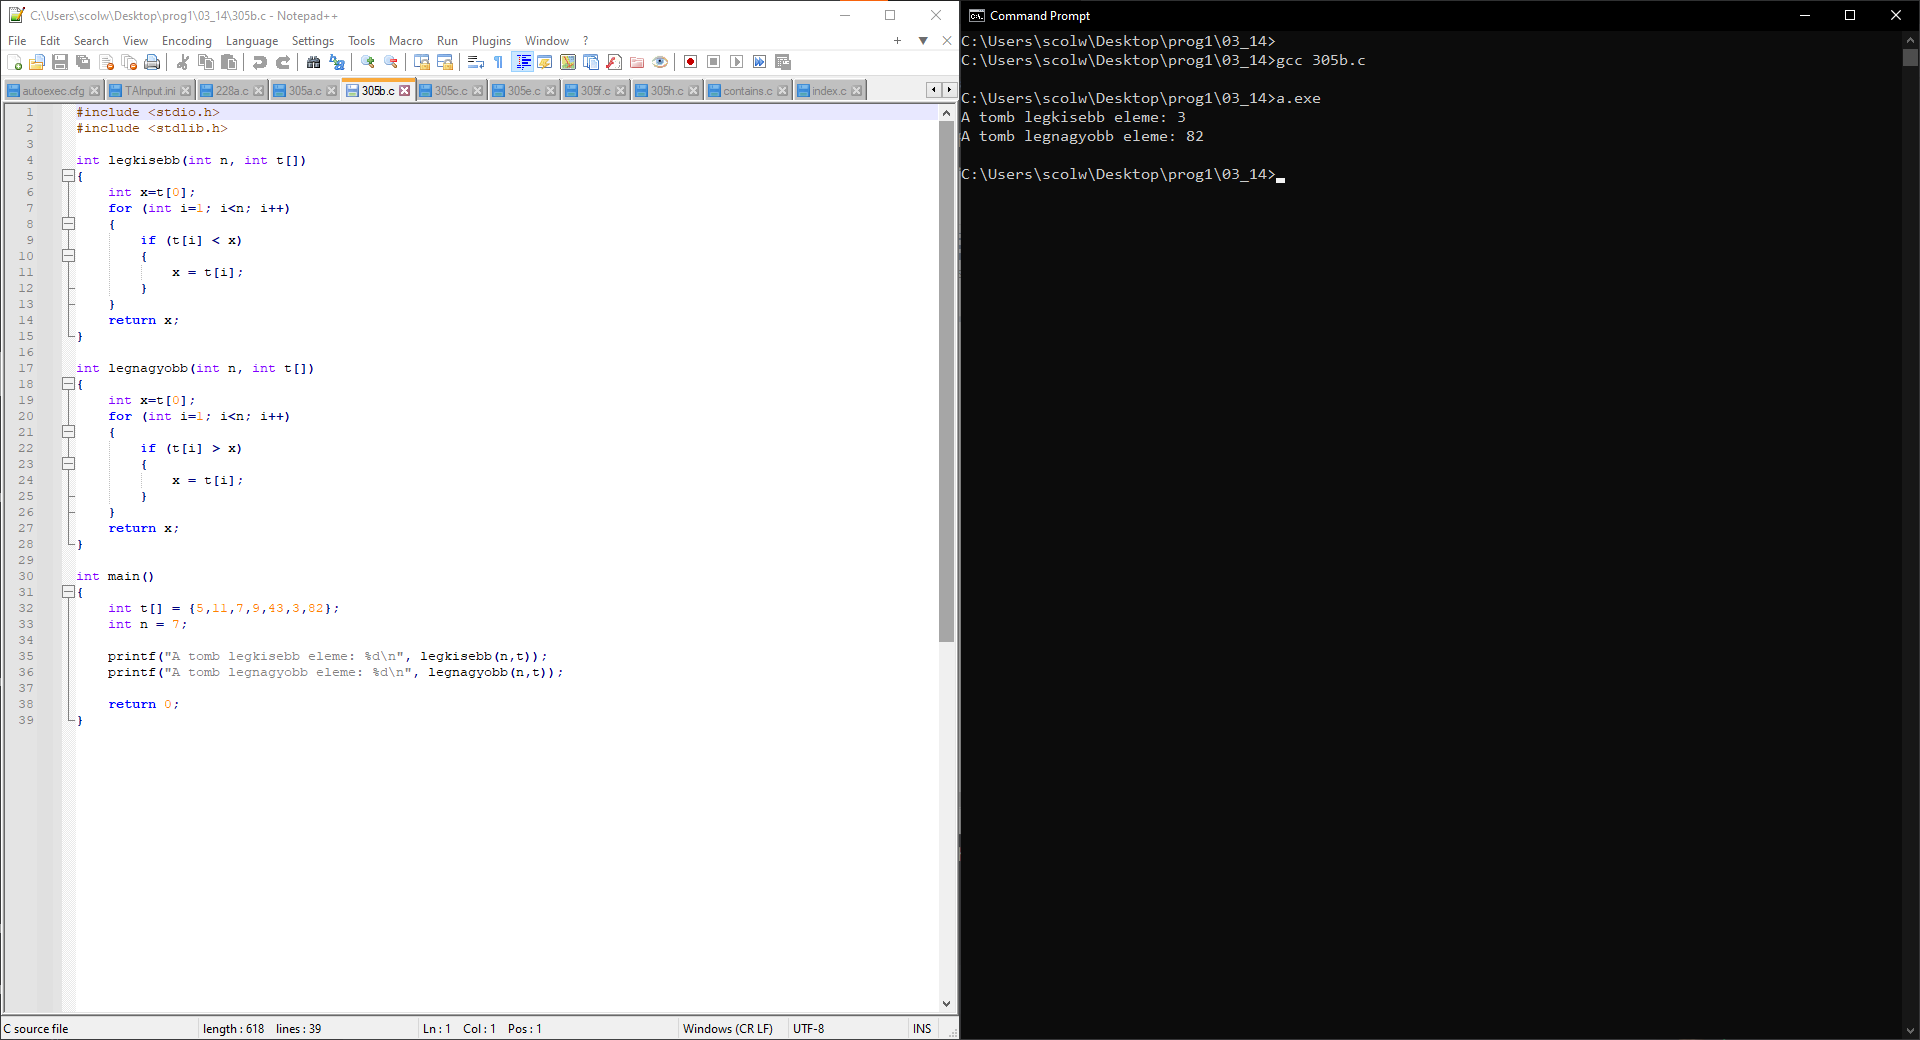 C:\Users\scolw\Desktop\prog1\03_14\305b.c - Notepad++
File Edit Search View Encoding Language Settings Tools Macro Run Plugins Window ?
autoexec.cfg TAInput.ini 228a.c 305a.c 305b.c 305c.c 305e.c 305f.c 305h.c contains.c index.c
1 #include <stdio.h>
2 #include <stdlib.h>
3
4 int legkisebb(int n, int t[])
5 {
6     int x=t[0];
7     for (int i=1; i<n; i++)
8     {
9         if (t[i] < x)
10         {
11             x = t[i];
12         }
13     }
14     return x;
15 }
16
17 int legnagyobb(int n, int t[])
18 {
19     int x=t[0];
20     for (int i=1; i<n; i++)
21     {
22         if (t[i] > x)
23         {
24             x = t[i];
25         }
26     }
27     return x;
28 }
29
30 int main()
31 {
32     int t[] = {5,11,7,9,43,3,82};
33     int n = 7;
34
35     printf("A tomb legkisebb eleme: %d\n", legkisebb(n,t));
36     printf("A tomb legnagyobb eleme: %d\n", legnagyobb(n,t));
37
38     return 0;
39 }
C source file length : 618 lines : 39 Ln : 1 Col : 1 Pos : 1 Windows (CR LF) UTF-8 INS
Command Prompt
C:\Users\scolw\Desktop\prog1\03_14>
C:\Users\scolw\Desktop\prog1\03_14>gcc 305b.c
C:\Users\scolw\Desktop\prog1\03_14>a.exe
A tomb legkisebb eleme: 3
A tomb legnagyobb eleme: 82
C:\Users\scolw\Desktop\prog1\03_14>